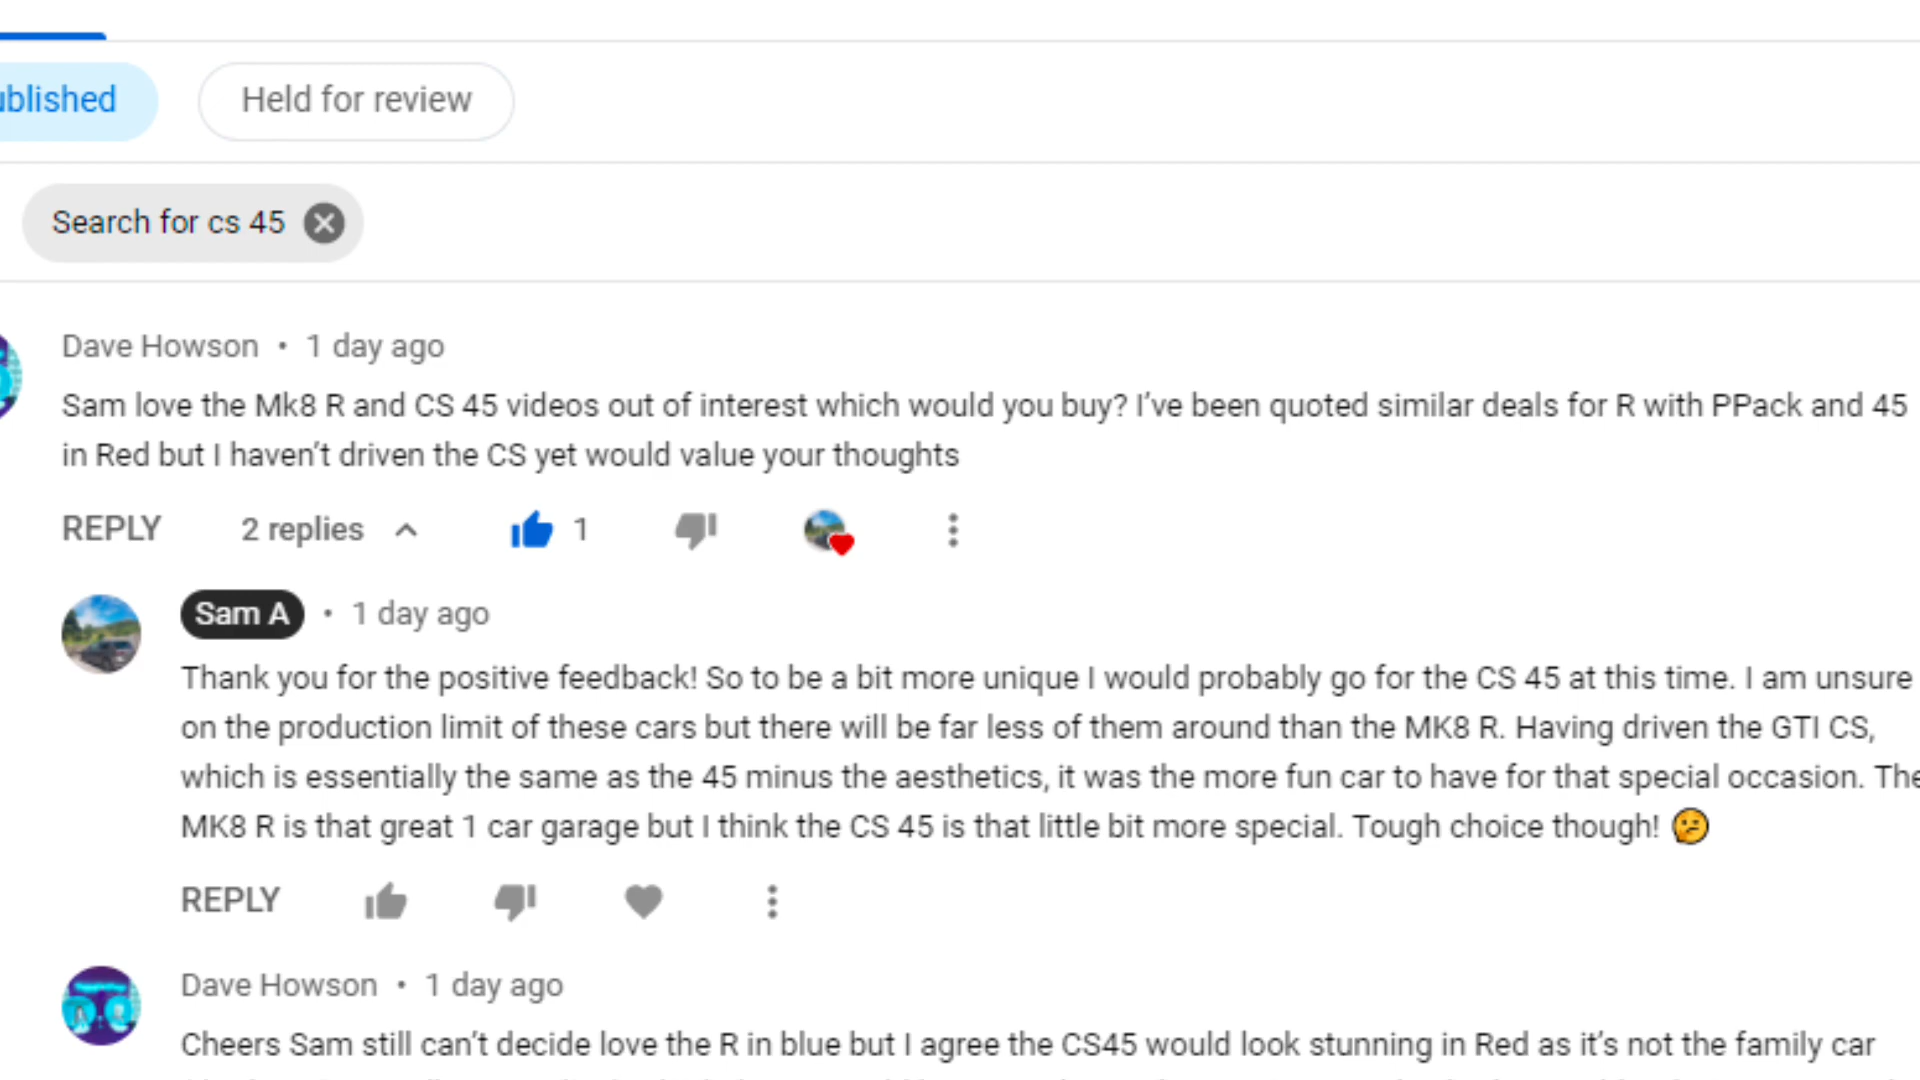 ublished
Held for review
Search for cs 45
Dave Howson • 1 day ago
Sam love the Mk8 R and CS 45 videos out of interest which would you buy? I've been quoted similar deals for R with PPack and 45
in Red but I haven't driven the CS yet would value your thoughts
REPLY 2 replies 1
Sam A • 1 day ago
Thank you for the positive feedback! So to be a bit more unique I would probably go for the CS 45 at this time. I am unsure
on the production limit of these cars but there will be far less of them around than the MK8 R. Having driven the GTI CS,
which is essentially the same as the 45 minus the aesthetics, it was the more fun car to have for that special occasion. The
MK8 R is that great 1 car garage but I think the CS 45 is that little bit more special. Tough choice though! 🤔
REPLY
Dave Howson • 1 day ago
Cheers Sam still can't decide love the R in blue but I agree the CS45 would look stunning in Red as it's not the family car